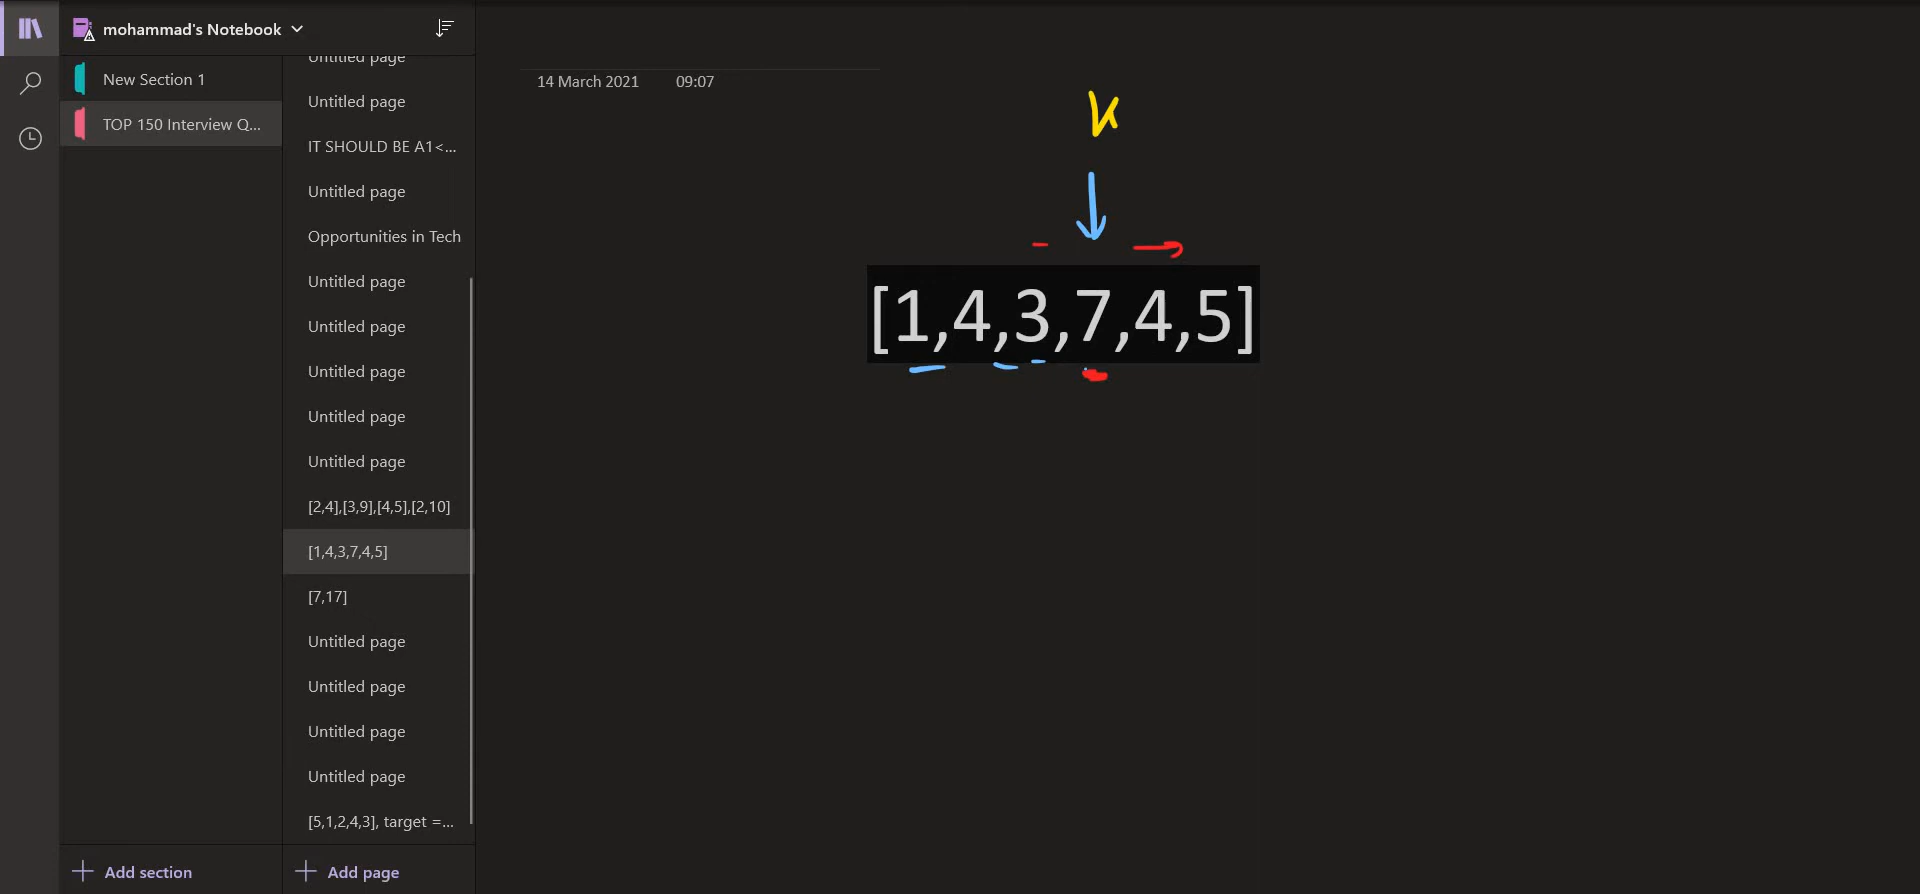 mohammad's Notebook
New Section 1
TOP 150 Interview Q...
Untitled page
Untitled page
IT SHOULD BE A1<...
Untitled page
Opportunities in Tech
Untitled page
Untitled page
Untitled page
Untitled page
Untitled page
[2,4],[3,9],[4,5],[2,10]
[1,4,3,7,4,5]
[7,17]
Untitled page
Untitled page
Untitled page
Untitled page
[5,1,2,4,3], target =...
Add section
Add page
14 March 2021 09:07
K
[1,4,3,7,4,5]